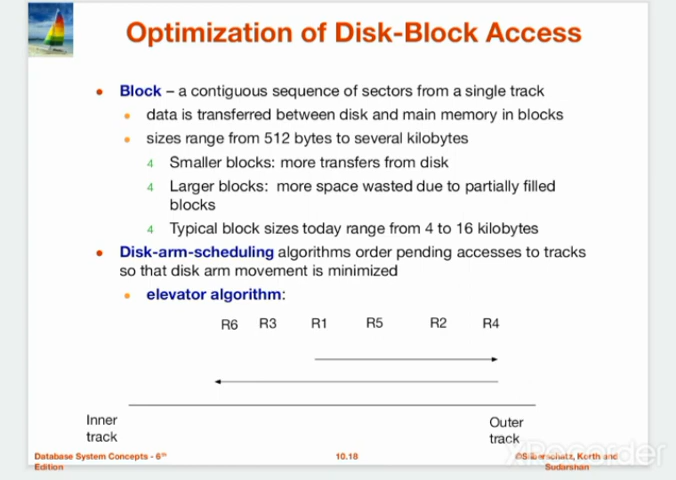 Optimization of Disk-Block Access
• Block – a contiguous sequence of sectors from a single track
• data is transferred between disk and main memory in blocks
• sizes range from 512 bytes to several kilobytes
4 Smaller blocks: more transfers from disk
4 Larger blocks: more space wasted due to partially filled
blocks
4 Typical block sizes today range from 4 to 16 kilobytes
• Disk-arm-scheduling algorithms order pending accesses to tracks
so that disk arm movement is minimized
• elevator algorithm:
R6 R3 R1 R5 R2 R4
Inner
track
Outer
track
Database System Concepts - 6th
Edition
10.18
©Silberschatz, Korth and
Sudarshan
XRecorder